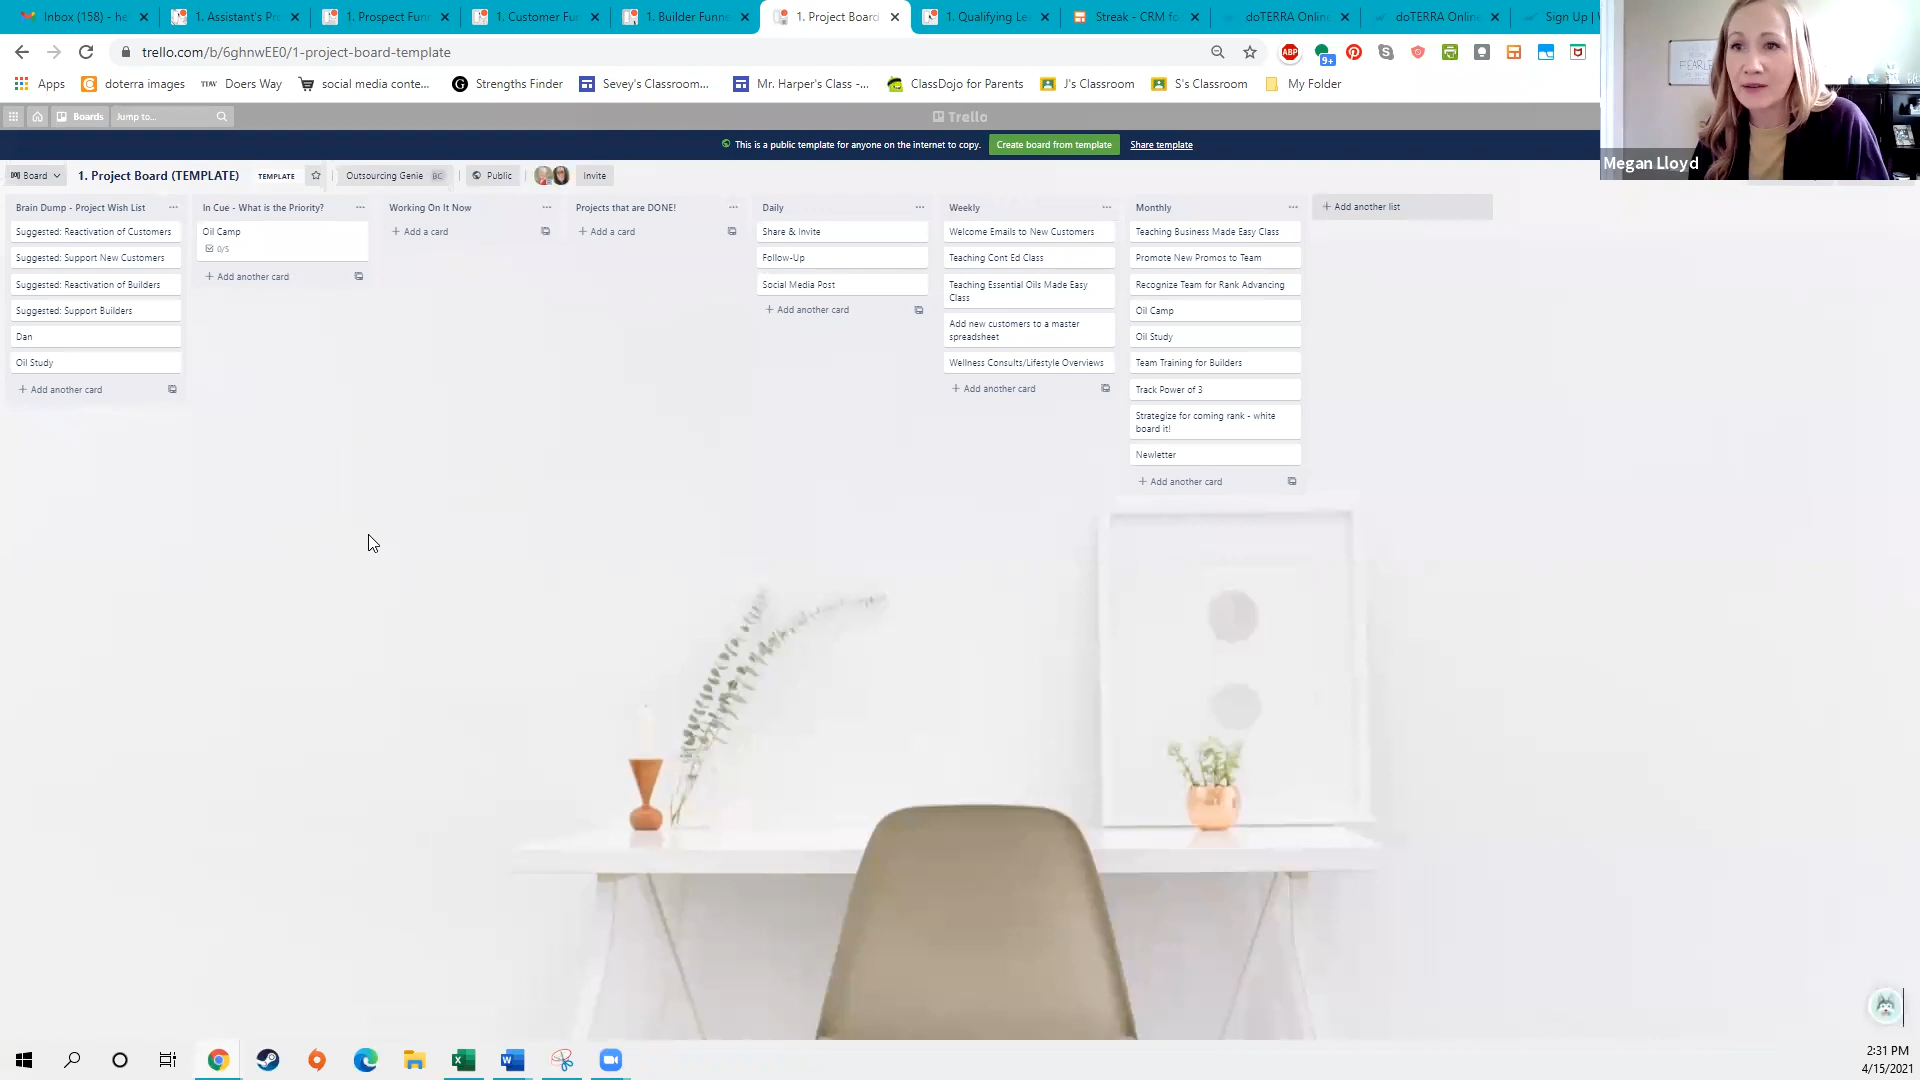 Inbox (158) - he
1. Assistant's Pro
1. Prospect Funn
1. Customer Fun
1. Builder Funne
1. Project Board
1. Qualifying Le
Streak - CRM fo
doTERRA Online
doTERRA Online
Sign Up |
trello.com/b/6ghnwEE0/1-project-board-template
ABP
9+
Apps
doterra images
Doers Way
social media conte...
Strengths Finder
Sevey's Classroom...
Mr. Harper's Class -...
ClassDojo for Parents
J's Classroom
S's Classroom
My Folder
Boards
Jump to...
Trello
This is a public template for anyone on the internet to copy.
Create board from template
Share template
Megan Lloyd
Board
1. Project Board (TEMPLATE)
TEMPLATE
Outsourcing Genie BC
Public
Invite
Brain Dump - Project Wish List
Suggested: Reactivation of Customers
Suggested: Support New Customers
Suggested: Reactivation of Builders
Suggested: Support Builders
Dan
Oil Study
+ Add another card
In Cue - What is the Priority?
Oil Camp
0/5
+ Add another card
Working On It Now
+ Add a card
Projects that are DONE!
+ Add a card
Daily
Share & Invite
Follow-Up
Social Media Post
+ Add another card
Weekly
Welcome Emails to New Customers
Teaching Cont Ed Class
Teaching Essential Oils Made Easy
Class
Add new customers to a master
spreadsheet
Wellness Consults/Lifestyle Overviews
+ Add another card
Monthly
Teaching Business Made Easy Class
Promote New Promos to Team
Recognize Team for Rank Advancing
Oil Camp
Oil Study
Team Training for Builders
Track Power of 3
Strategize for coming rank - white
board it!
Newletter
+ Add another card
+ Add another list
2:31 PM
4/15/2021